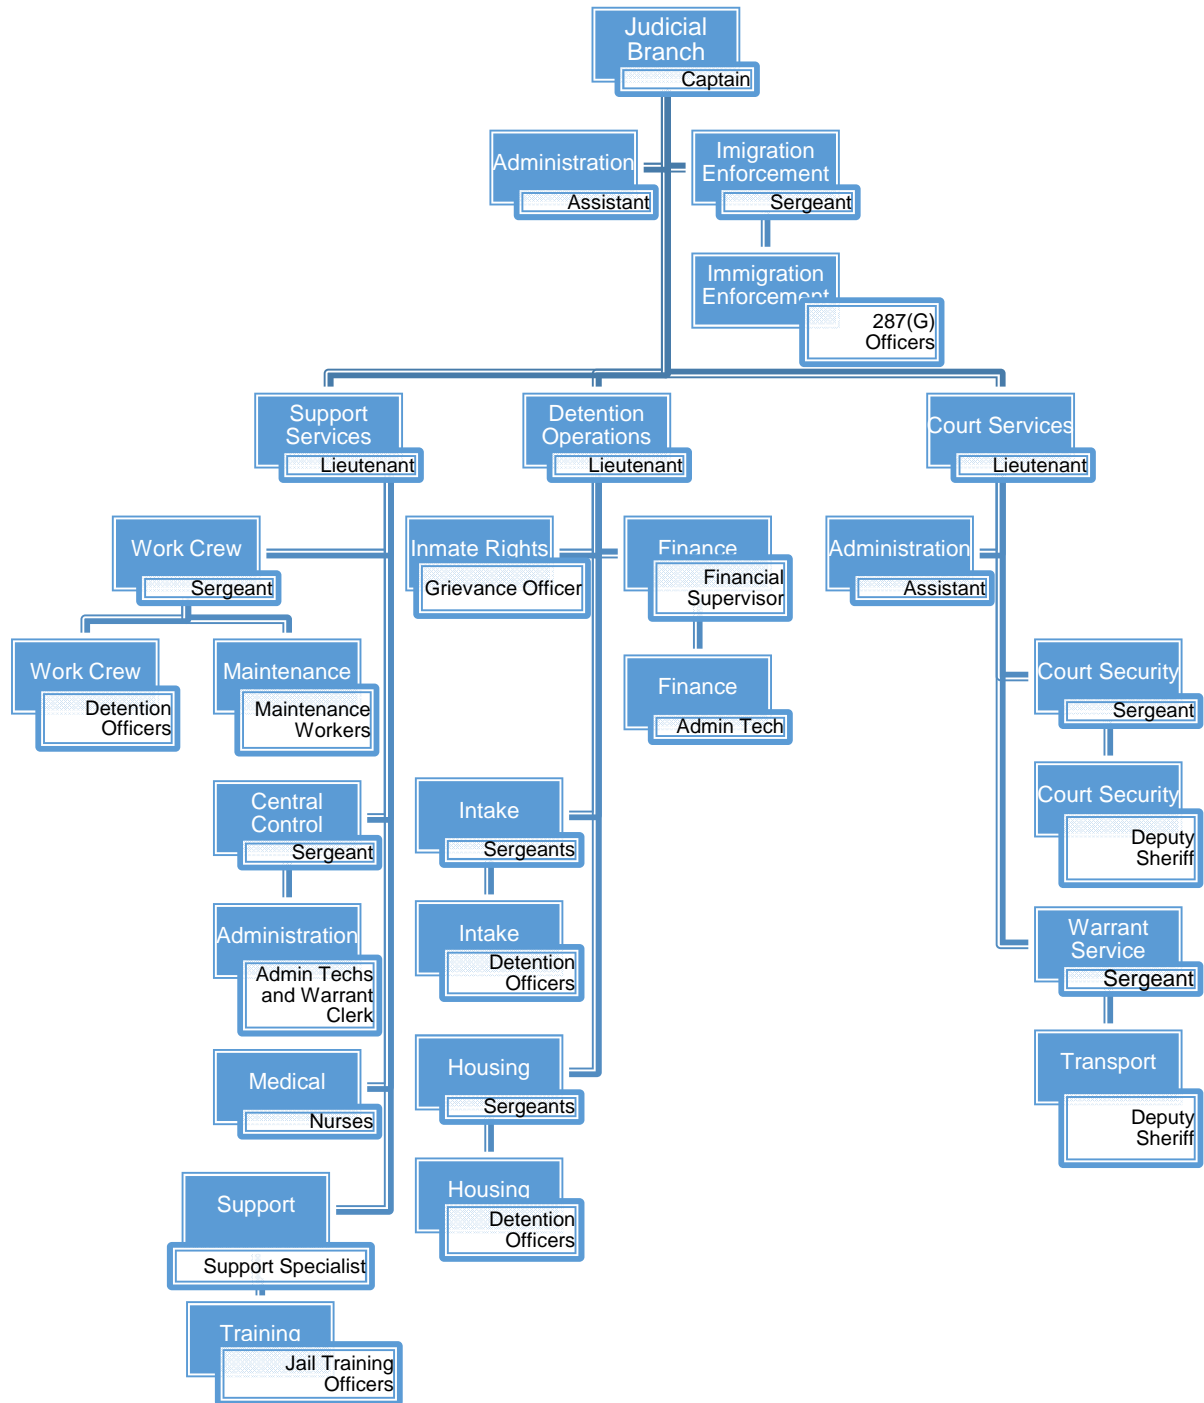 Judicial
Branch
Captain
Administration
Assistant
Imigration
Enforcement
Sergeant
Immigration
Enforcement
287(G)
Officers
Support
Services
Lieutenant
Detention
Operations
Lieutenant
Court Services
Lieutenant
Work Crew
Sergeant
Inmate Rights
Grievance Officer
Finance
Financial
Supervisor
Administration
Assistant
Work Crew
Detention
Officers
Maintenance
Maintenance
Workers
Finance
Admin Tech
Court Security
Sergeant
Central
Control
Sergeant
Intake
Sergeants
Court Security
Deputy
Sheriff
Administration
Admin Techs
and Warrant
Clerk
Intake
Detention
Officers
Warrant
Service
Sergeant
Medical
Nurses
Housing
Sergeants
Transport
Deputy
Sheriff
Support
Support Specialist
Housing
Detention
Officers
Training
Jail Training
Officers